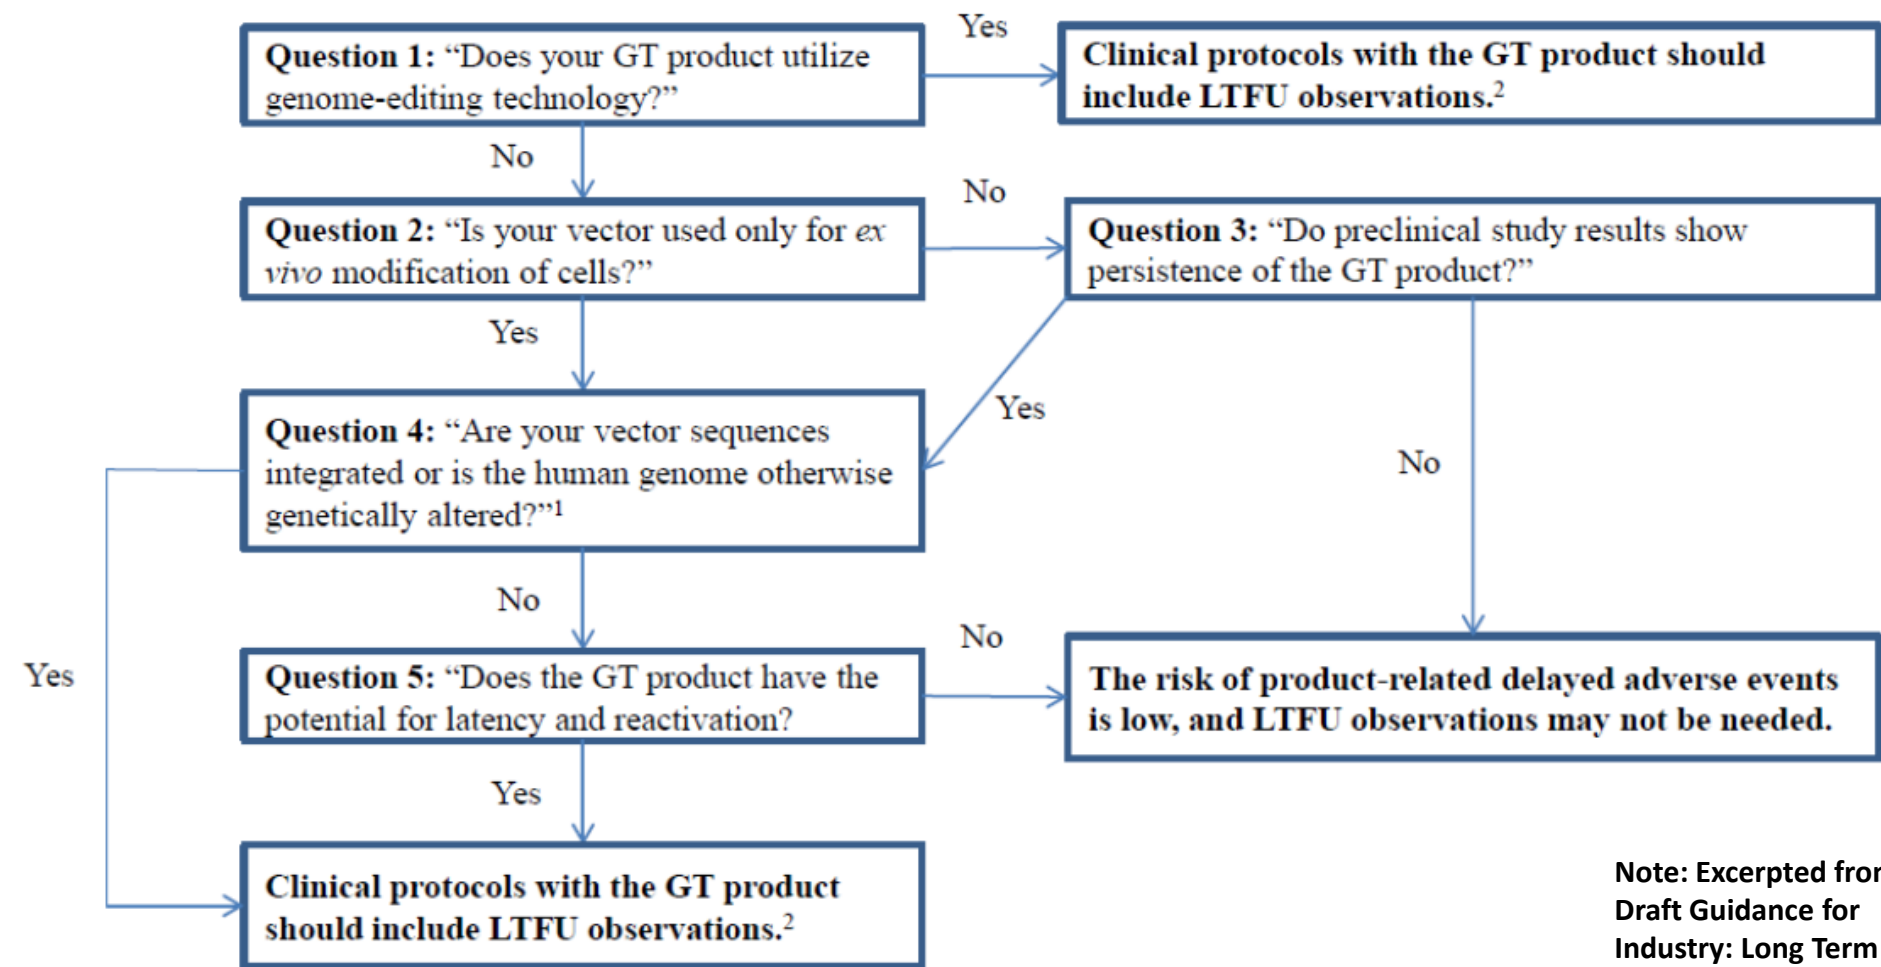 Question 1: “Does your GT product utilize
genome-editing technology?”
Yes
Clinical protocols with the GT product should
include LTFU observations.²
No
Question 2: “Is your vector used only for ex
vivo modification of cells?”
No
Question 3: “Do preclinical study results show
persistence of the GT product?”
Yes
Yes
No
Question 4: “Are your vector sequences
integrated or is the human genome otherwise
genetically altered?”¹
No
Yes
Question 5: “Does the GT product have the
potential for latency and reactivation?
No
The risk of product-related delayed adverse events
is low, and LTFU observations may not be needed.
Yes
Clinical protocols with the GT product
should include LTFU observations.²
Note: Excerpted
Draft Guidance for
Industry: Long Term